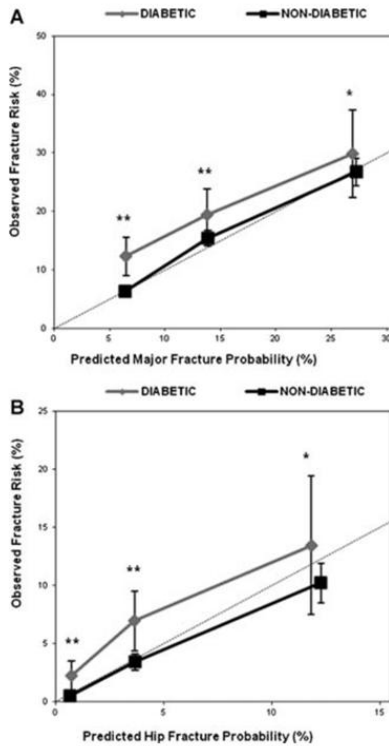 A
DIABETIC NON-DIABETIC
Observed Fracture Risk (%)
50
40
30
20
10
0
** ** *
0 5 10 15 20 25 30
Predicted Major Fracture Probability (%)
B
DIABETIC NON-DIABETIC
Observed Fracture Risk (%)
25
20
15
10
5
0
** ** *
0 5 10 15
Predicted Hip Fracture Probability (%)